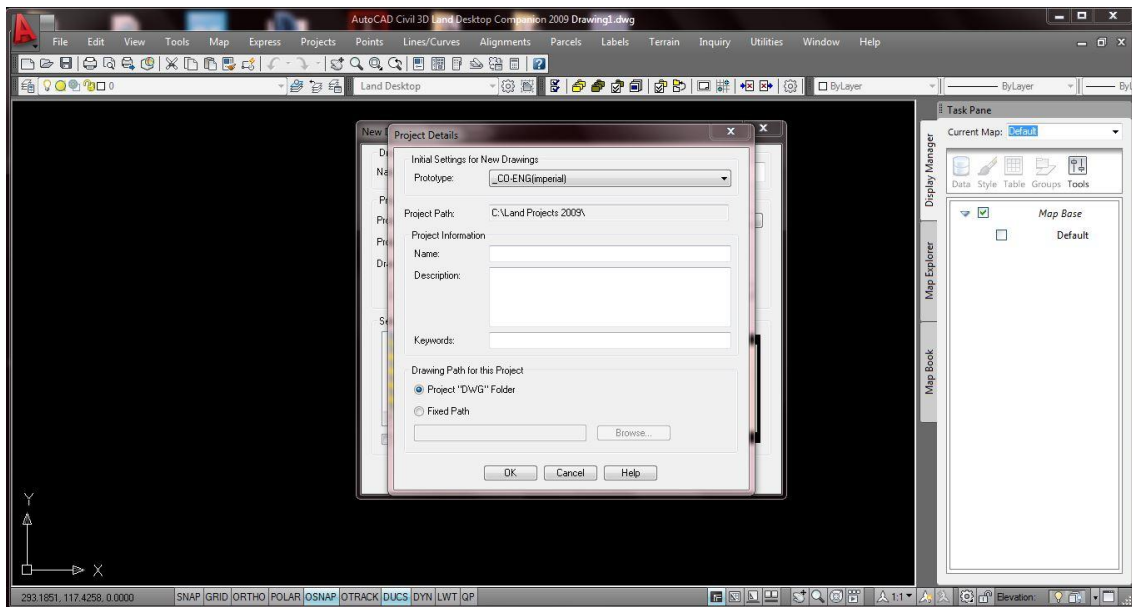 AutoCAD Civil 3D Land Desktop Companion 2009 Drawing1.dwg
File Edit View Tools Map Express Projects Points Lines/Curves Alignments Parcels Labels Terrain Inquiry Utilities Window Help
0 Land Desktop ByLayer ByLayer
Task Pane
Current Map: Default
Display Manager
Map Explorer
Map Book
Data Style Table Groups Tools
Map Base
Default
New
Project Details
Initial Settings for New Drawings
Prototype: _CO-ENG(imperial)
Project Path: C:\Land Projects 2009\
Project Information
Name:
Description:
Keywords:
Drawing Path for this Project
Project "DWG" Folder
Fixed Path
Browse...
OK Cancel Help
Y
X
293.1851, 117.4258, 0.0000 SNAP GRID ORTHO POLAR OSNAP OTRACK DUCS DYN LWT QP 1:1 Elevation: